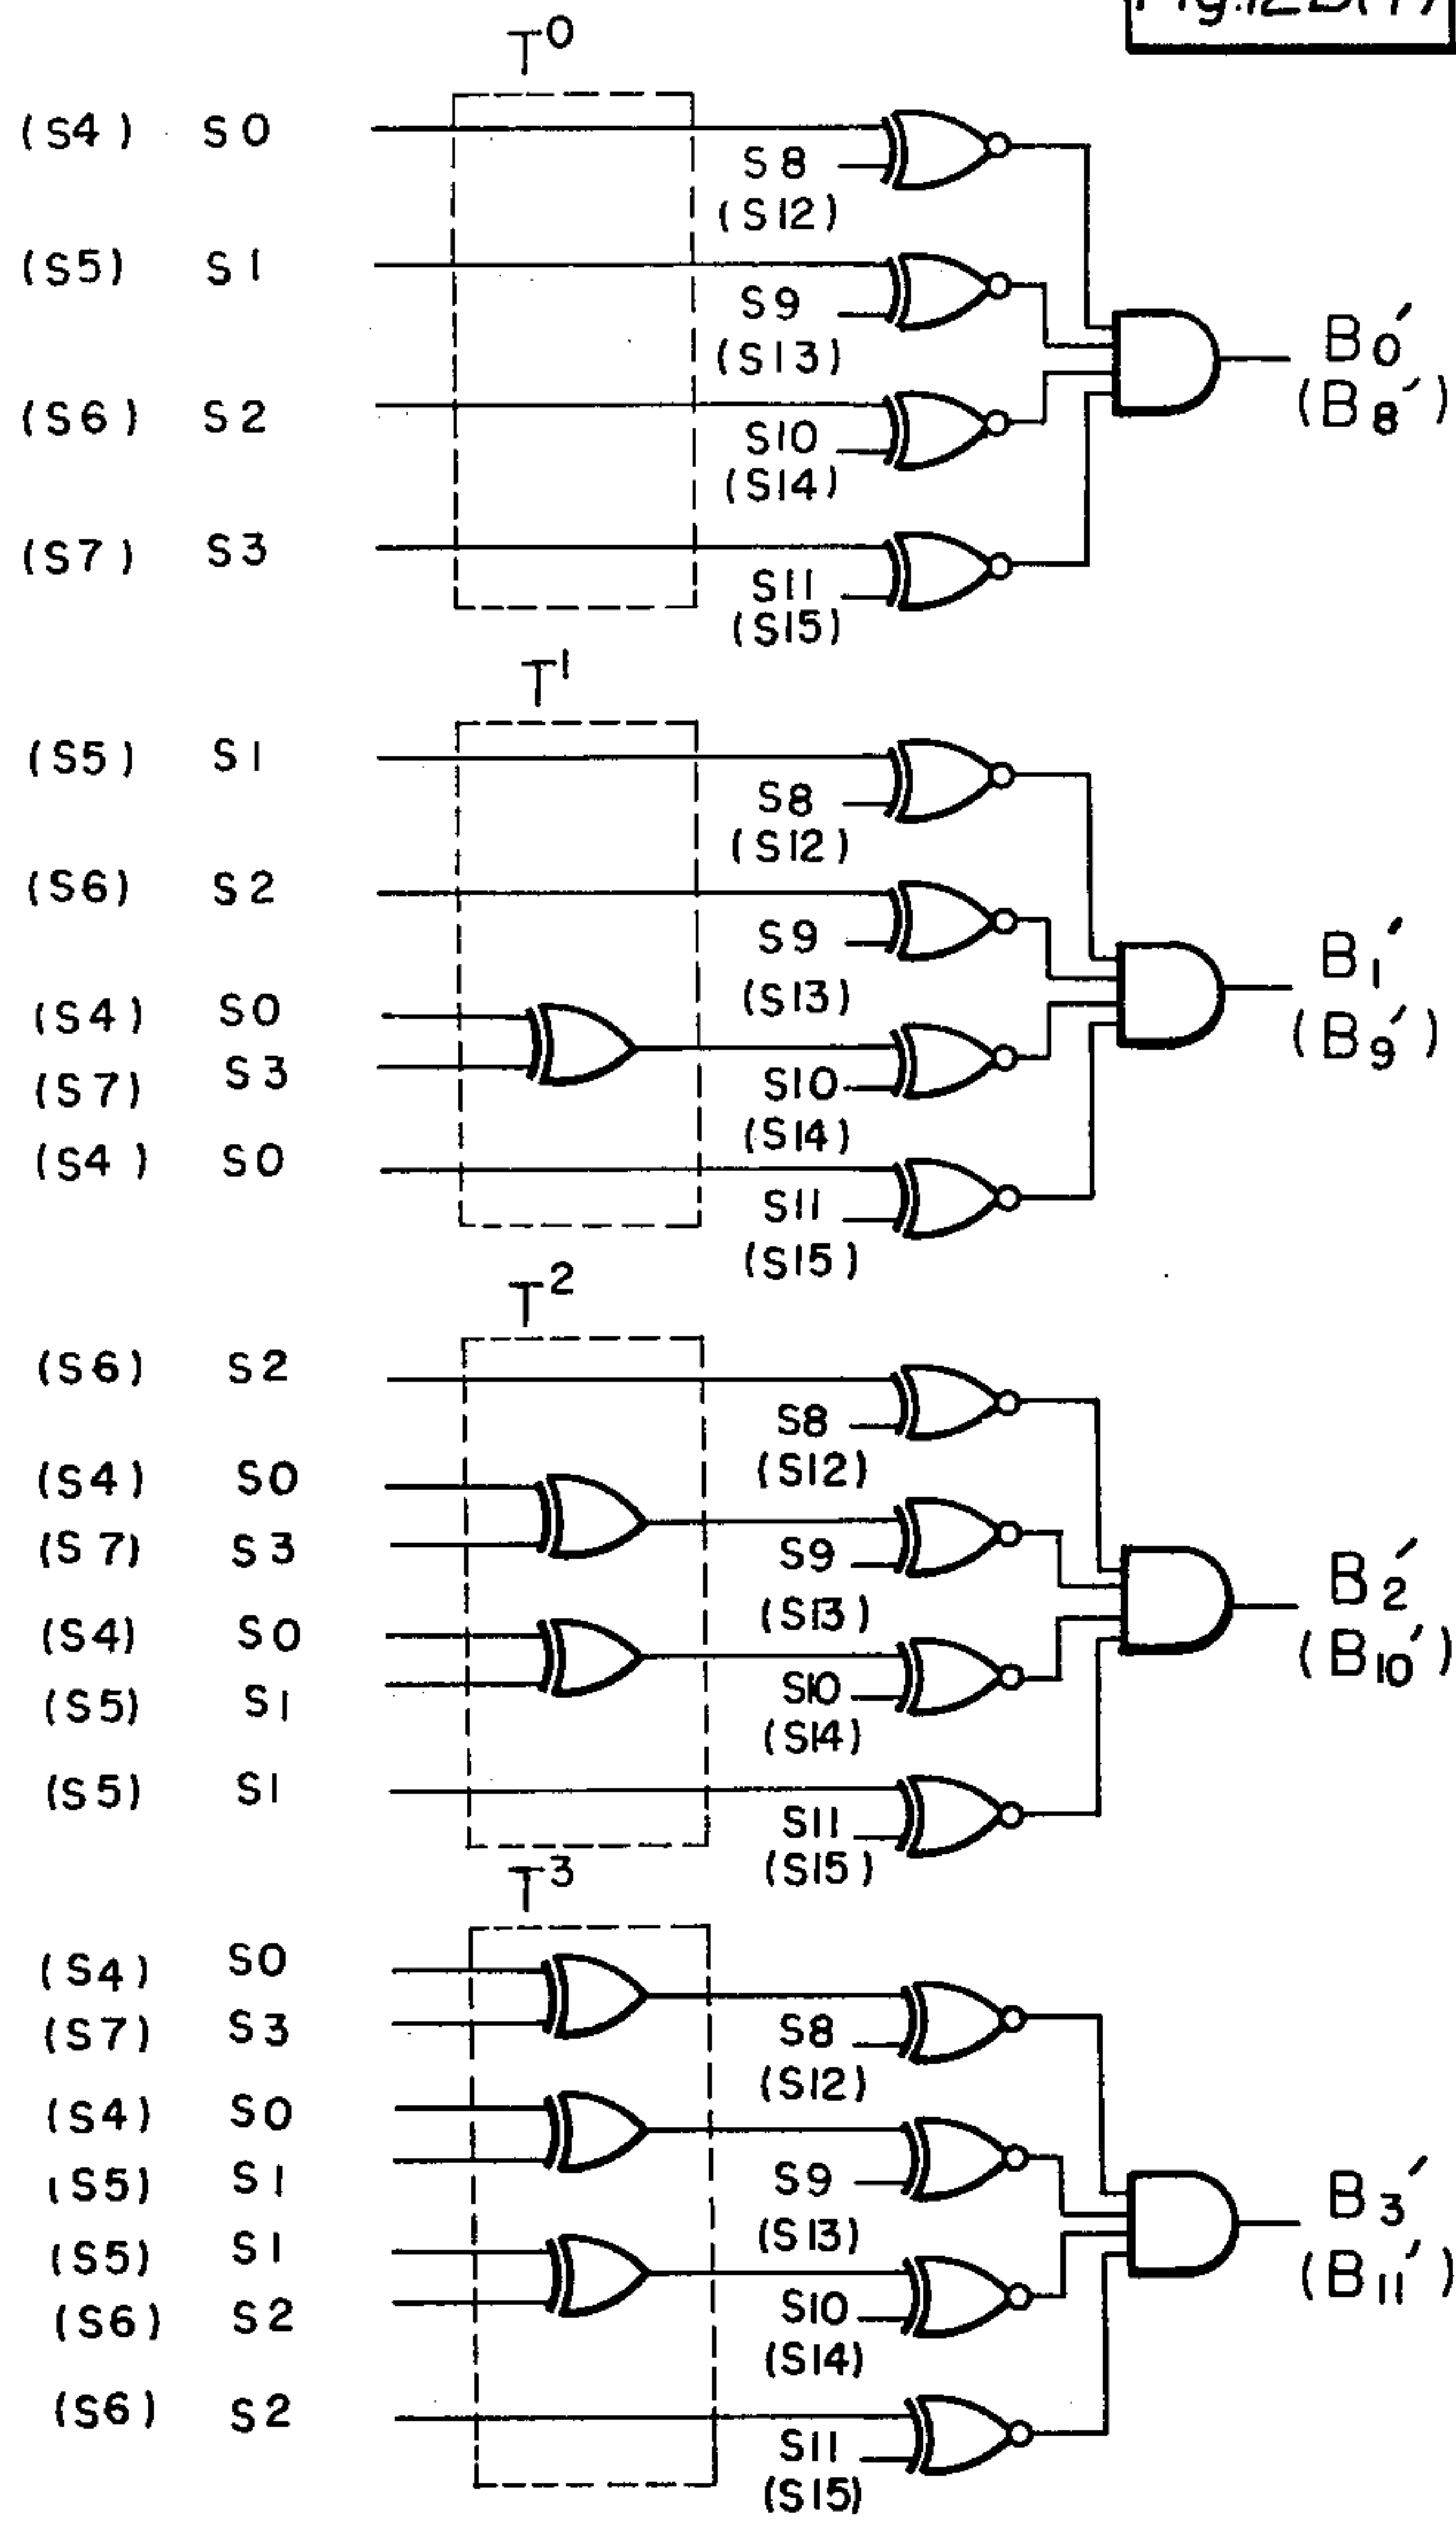 Fig.12B(1)
T0
(S4) S0
S8
(S12)
(S5) S1
S9
(S13)
B0′
(B8′)
(S6) S2
S10
(S14)
(S7) S3
S11
(S15)
T1
(S5) S1
S8
(S12)
(S6) S2
S9
(S13)
B1′
(B9′)
(S4) S0
(S7) S3
S10
(S14)
(S4) S0
S11
(S15)
T2
(S6) S2
S8
(S12)
(S4) S0
(S7) S3
S9
(S13)
B2′
(B10′)
(S4) S0
(S5) S1
S10
(S14)
(S5) S1
S11
(S15)
T3
(S4) S0
(S7) S3
S8
(S12)
(S4) S0
(S5) S1
S9
(S13)
B3′
(B11′)
(S5) S1
(S6) S2
S10
(S14)
(S6) S2
S11
(S15)